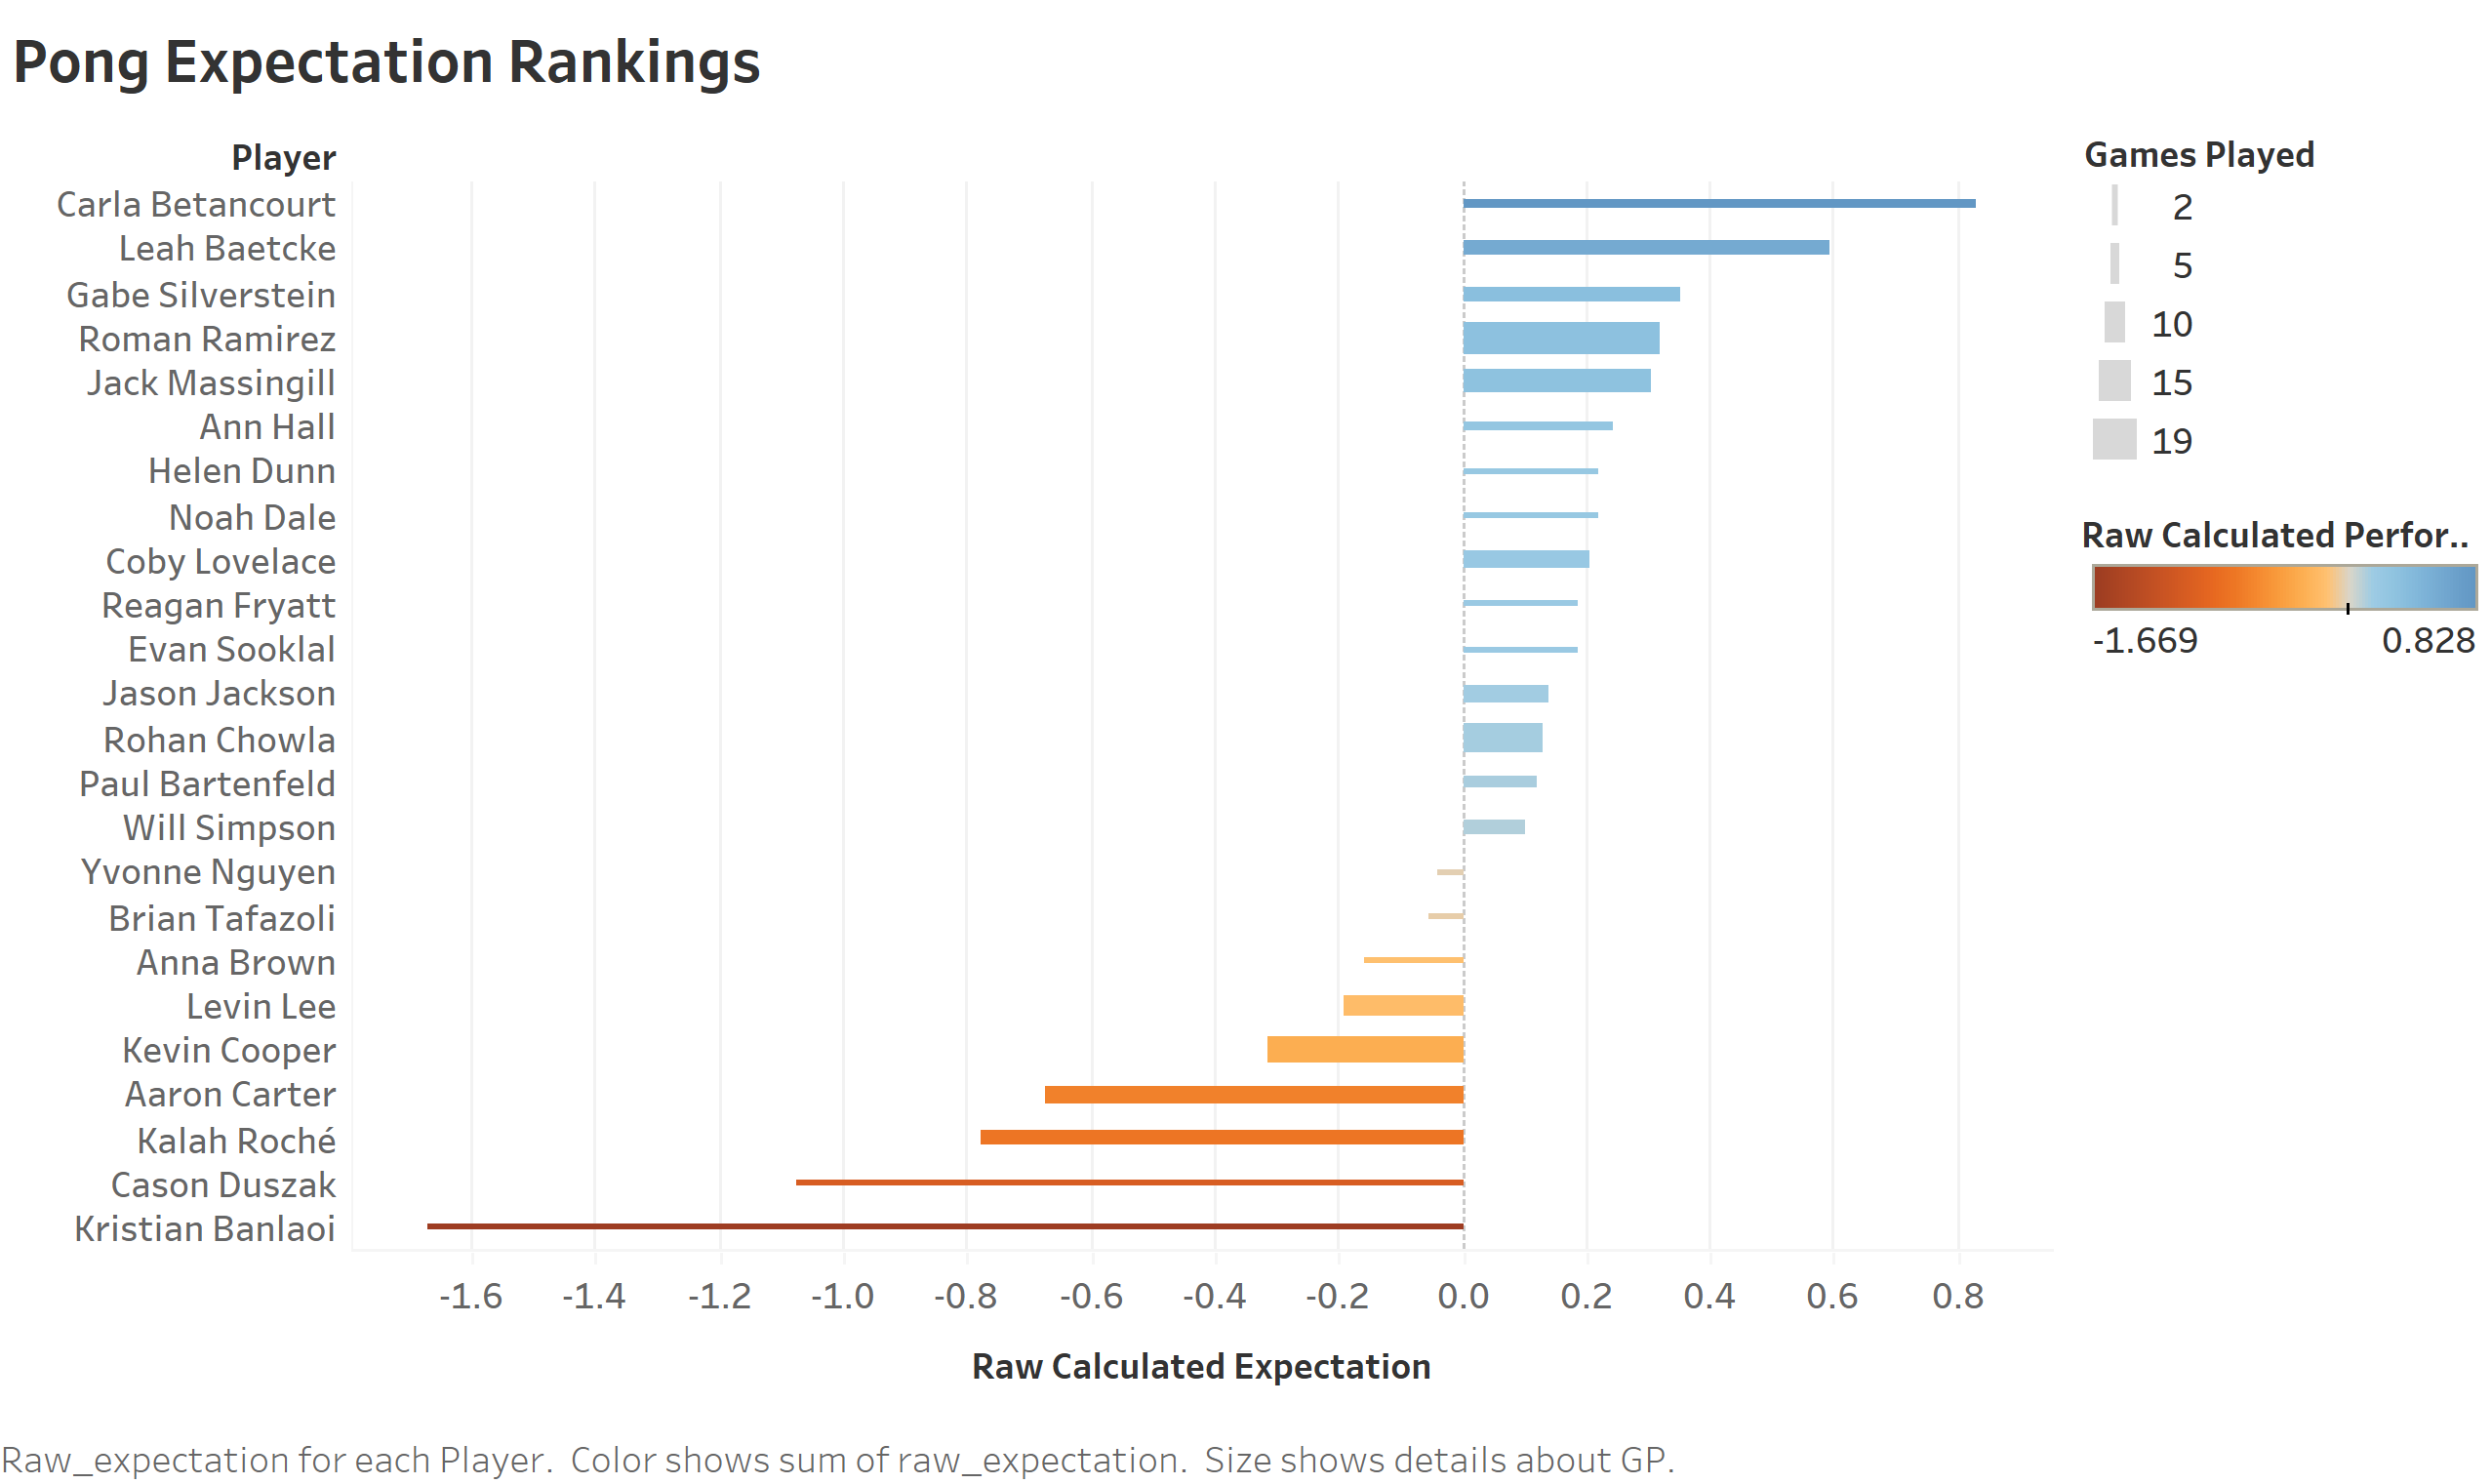 Pong Expectation Rankings
Player
Carla Betancourt
Leah Baetcke
Gabe Silverstein
Roman Ramirez
Jack Massingill
Ann Hall
Helen Dunn
Noah Dale
Coby Lovelace
Reagan Fryatt
Evan Sooklal
Jason Jackson
Rohan Chowla
Paul Bartenfeld
Will Simpson
Yvonne Nguyen
Brian Tafazoli
Anna Brown
Levin Lee
Kevin Cooper
Aaron Carter
Kalah Roché
Cason Duszak
Kristian Banlaoi
-1.6 -1.4 -1.2 -1.0 -0.8 -0.6 -0.4 -0.2 0.0 0.2 0.4 0.6 0.8
Raw Calculated Expectation
Games Played
2
5
10
15
19
Raw Calculated Perfor..
-1.669 0.828
Raw_expectation for each Player.  Color shows sum of raw_expectation.  Size shows details about GP.